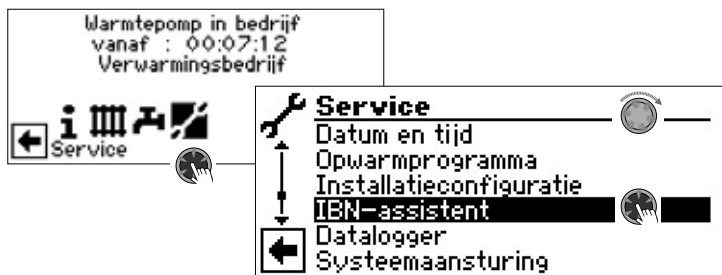 Warmtepomp in bedrijf
vanaf : 00:07:12
Verwarmingsbedrijf
Service
Service
Datum en tijd
Opwarmprogramma
Installatieconfiguratie
IBN-assistent
Datalogger
Systeemaansturing